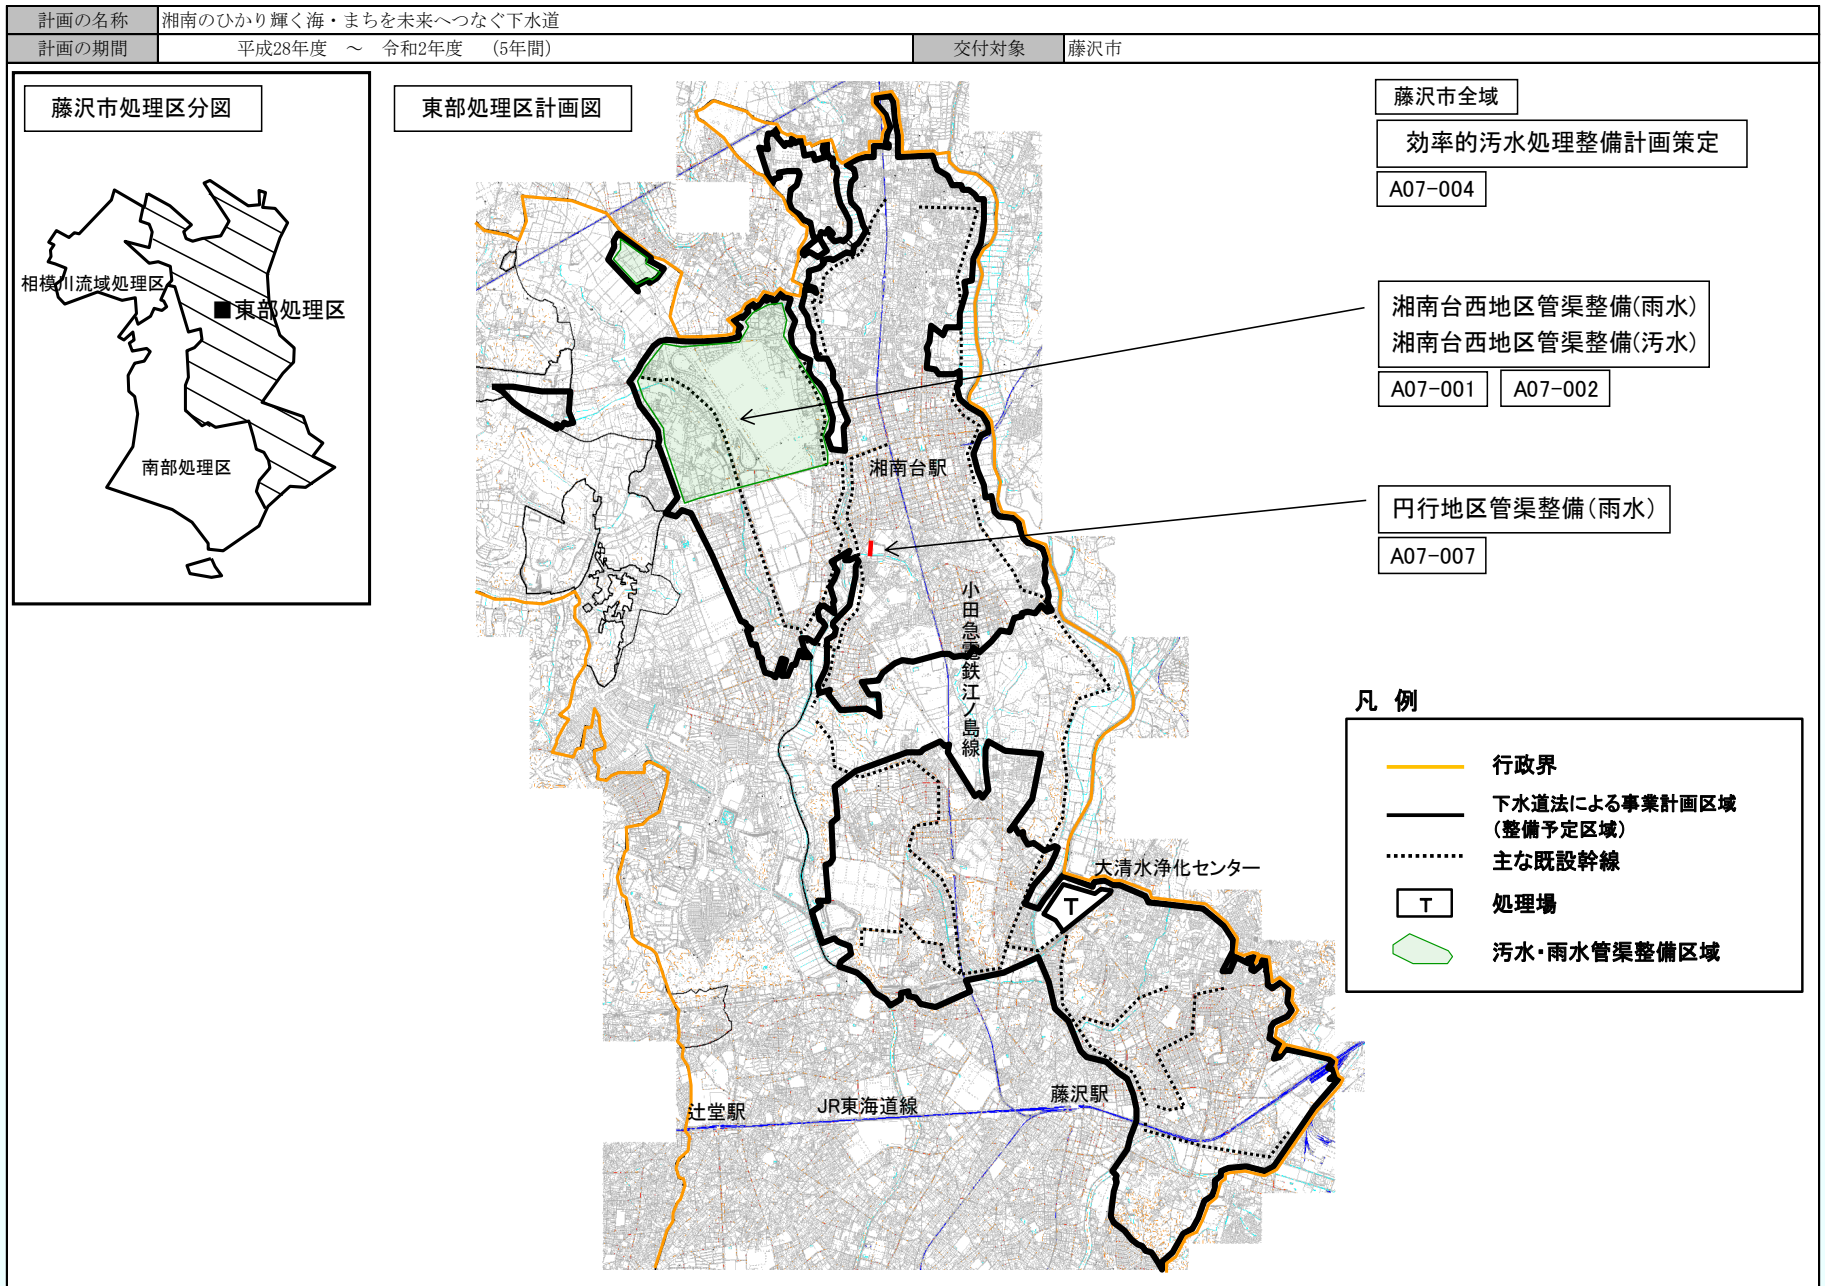 計画の名称 湘南のひかり輝く海・まちを未来へつなぐ下水道
計画の期間 平成28年度 ～ 令和2年度 （5年間） 交付対象 藤沢市
藤沢市処理区分図
相模川流域処理区
■東部処理区
南部処理区
東部処理区計画図
湘南台駅
小田急電鉄江ノ島線
大清水浄化センター
T
藤沢駅
辻堂駅
JR東海道線
藤沢市全域
効率的汚水処理整備計画策定
A07-004
湘南台西地区管渠整備(雨水)
湘南台西地区管渠整備(汚水)
A07-001 A07-002
円行地区管渠整備(雨水)
A07-007
凡 例
行政界
下水道法による事業計画区域
(整備予定区域)
主な既設幹線
T 処理場
汚水・雨水管渠整備区域